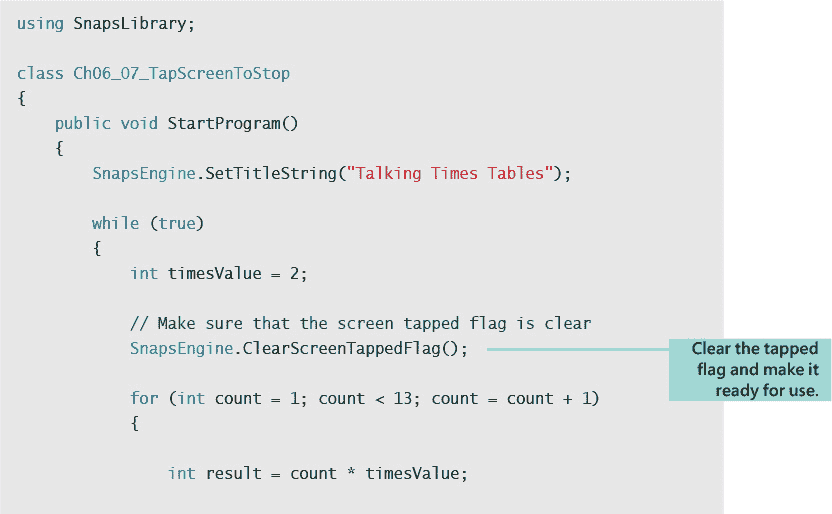 using SnapsLibrary;
class Ch06_07_TapScreenToStop
{
public void StartProgram()
{
SnapsEngine.SetTitleString("Talking Times Tables");
while (true)
{
int timesValue = 2;
// Make sure that the screen tapped flag is clear
SnapsEngine.ClearScreenTappedFlag();
Clear the tapped
flag and make it
ready for use.
for (int count = 1; count < 13; count = count + 1)
{
int result = count * timesValue;